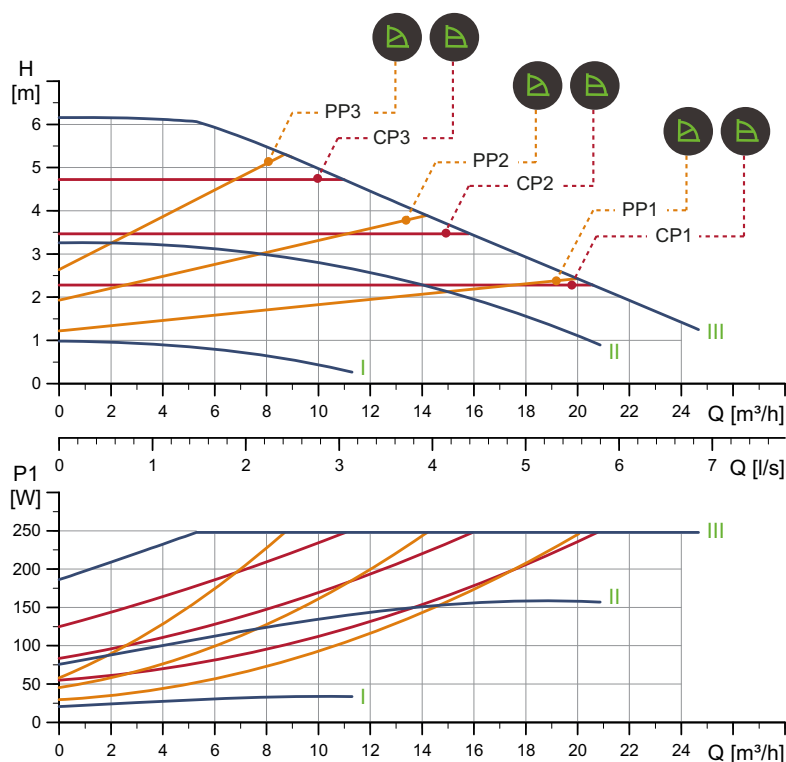 H
[m]
PP3
CP3
PP2
CP2
PP1
CP1
6
5
4
3
2
1
0
I
II
III
0 2 4 6 8 10 12 14 16 18 20 22 24 Q [m³/h]
0 1 2 3 4 5 6 7 Q [l/s]
P1
[W]
250
200
150
100
50
0
III
II
I
0 2 4 6 8 10 12 14 16 18 20 22 24 Q [m³/h]